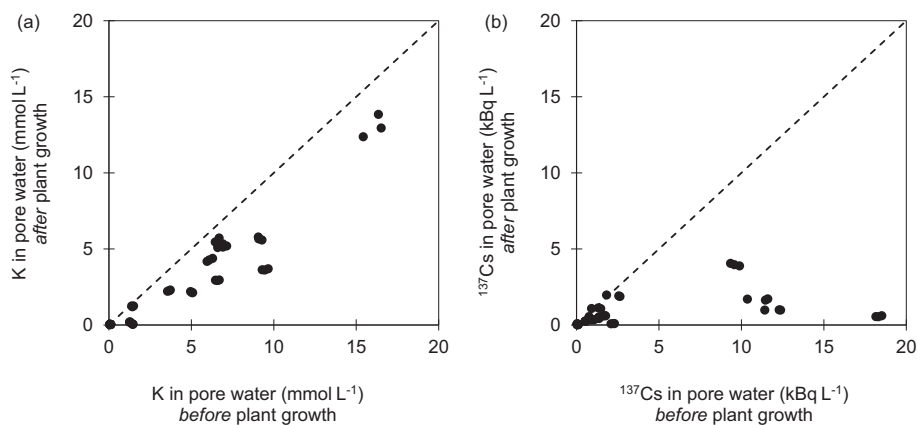 (a)
20
15
10
5
0
0
5
10
15
20
K in pore water (mmol L⁻¹)
after plant growth
K in pore water (mmol L⁻¹)
before plant growth
(b)
20
15
10
5
0
0
5
10
15
20
¹³⁷Cs in pore water (kBq L⁻¹)
after plant growth
¹³⁷Cs in pore water (kBq L⁻¹)
before plant growth